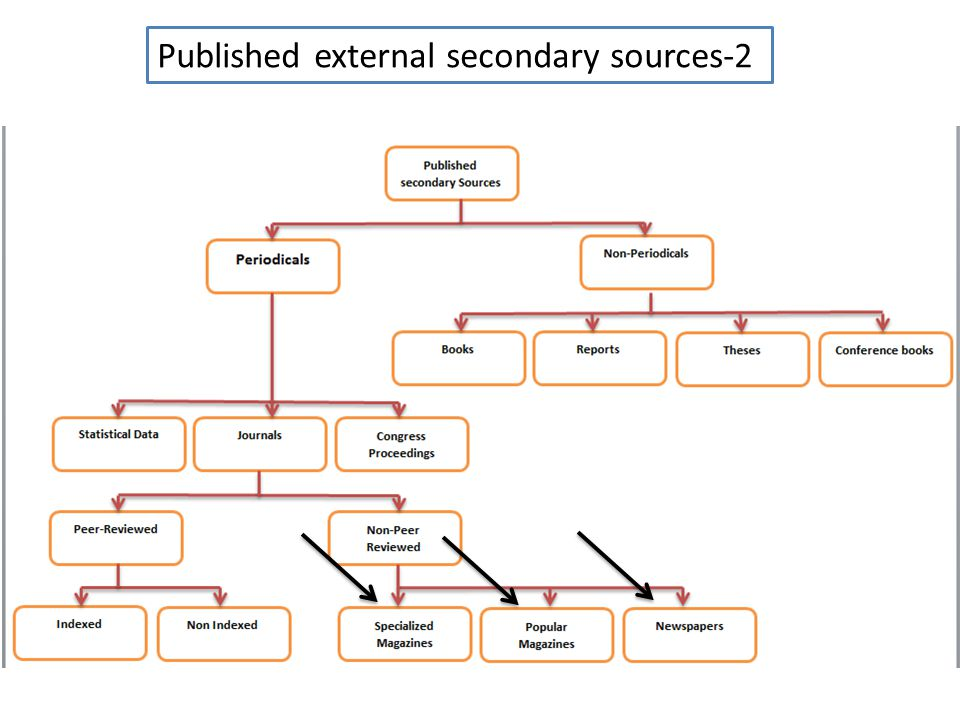 Published external secondary sources-2
Published
secondary Sources
Periodicals
Non-Periodicals
Books
Reports
Theses
Conference books
Statistical Data
Journals
Congress
Proceedings
Peer-Reviewed
Non-Peer
Reviewed
Indexed
Non Indexed
Specialized
Magazines
Popular
Magazines
Newspapers